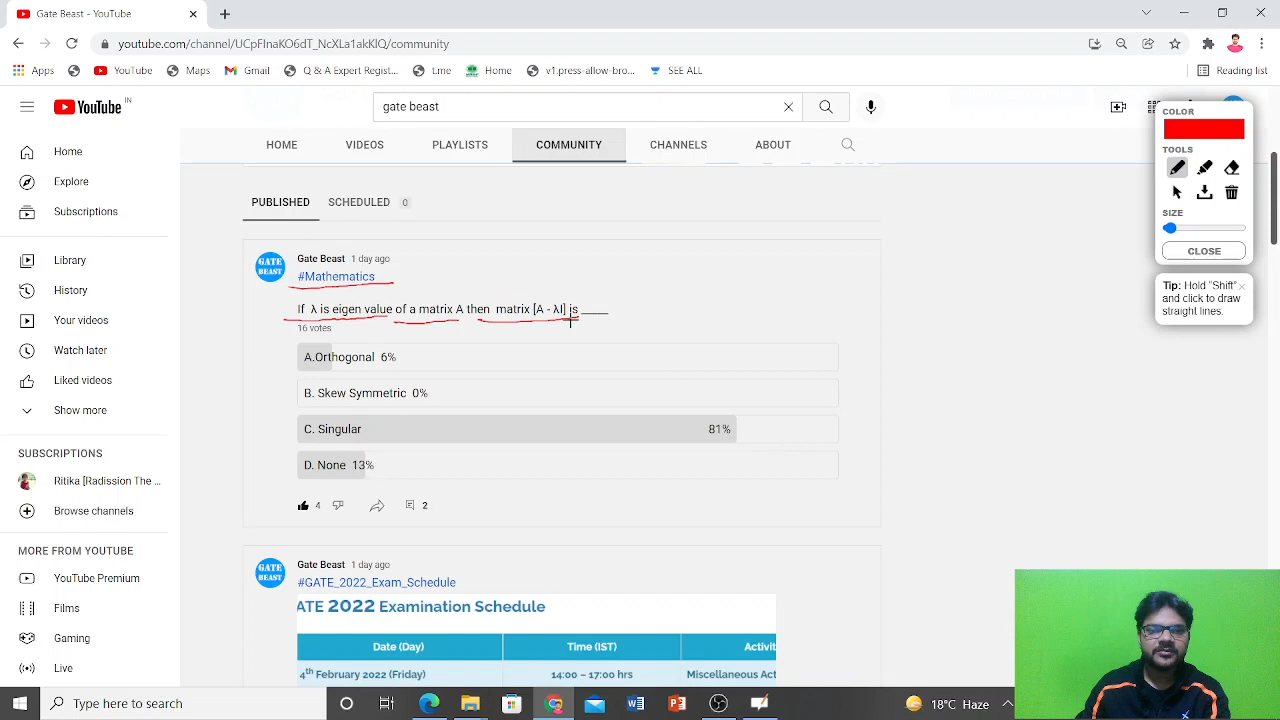 Gate Beast - YouTube
youtube.com/channel/UCpFInaKO6dT_NcXLa1akKlQ/community
Apps YouTube Maps Gmail Q & A Expert Regist... t.me Home v1.press-allow-bro... SEE ALL Reading list
YouTube IN
gate beast
COLOR
TOOLS
SIZE
CLOSE
Tip: Hold "Shift" and click to draw straight lines.
HOME VIDEOS PLAYLISTS COMMUNITY CHANNELS ABOUT
Home
Explore
Subscriptions
Library
History
Your videos
Watch later
Liked videos
Show more
SUBSCRIPTIONS
Ritika [Radission The ...
Browse channels
MORE FROM YOUTUBE
YouTube Premium
Films
Gaming
Live
PUBLISHED SCHEDULED 0
GATE BEAST
Gate Beast 1 day ago
#Mathematics
If λ is eigen value of a matrix A then matrix [A - λI] is ____
16 votes
A.Orthogonal 6%
B. Skew Symmetric 0%
C. Singular 81%
D. None 13%
4 2
GATE BEAST
Gate Beast 1 day ago
#GATE_2022_Exam_Schedule
ATE 2022 Examination Schedule
Date (Day) Time (IST) Activit
4th February 2022 (Friday) 14:00 – 17:00 hrs Miscellaneous Act
Type here to search
18°C Haze